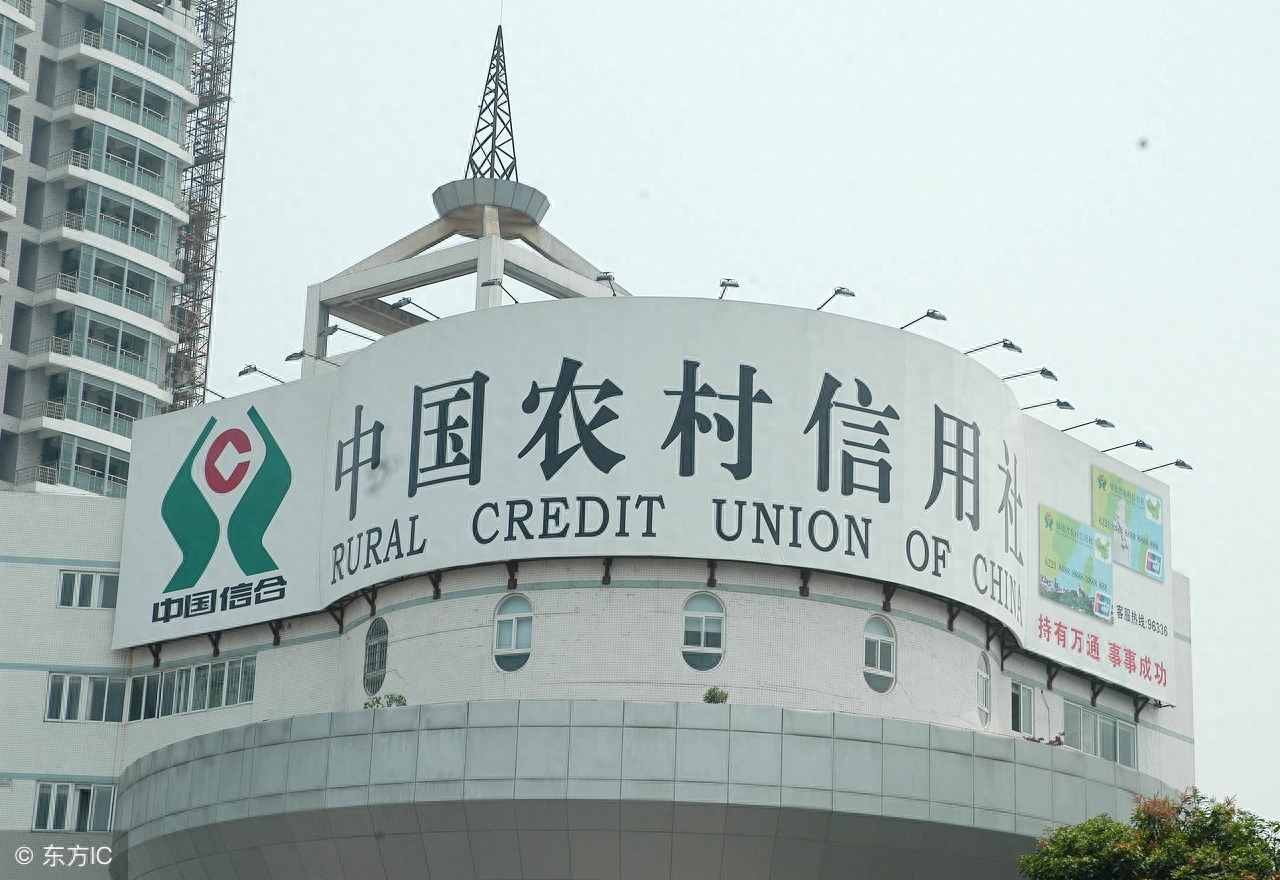 中国农村信用社
RURAL CREDIT UNION OF CHINA
中国信合
客服热线:96336
持有万通 事事成功
© 东方IC